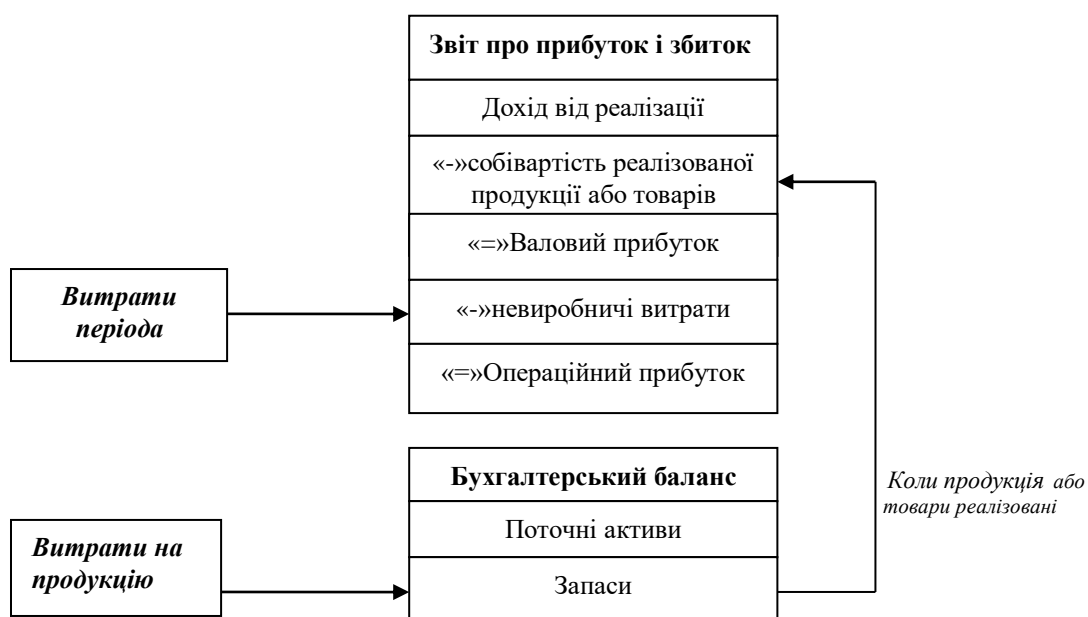 Звіт про прибуток і збиток
Дохід від реалізації
«-»собівартість реалізованої
продукції або товарів
«=»Валовий прибуток
Витрати
періода
«-»невиробничі витрати
«=»Операційний прибуток
Бухгалтерський баланс
Поточні активи
Запаси
Витрати на
продукцію
Коли продукція або
товари реалізовані